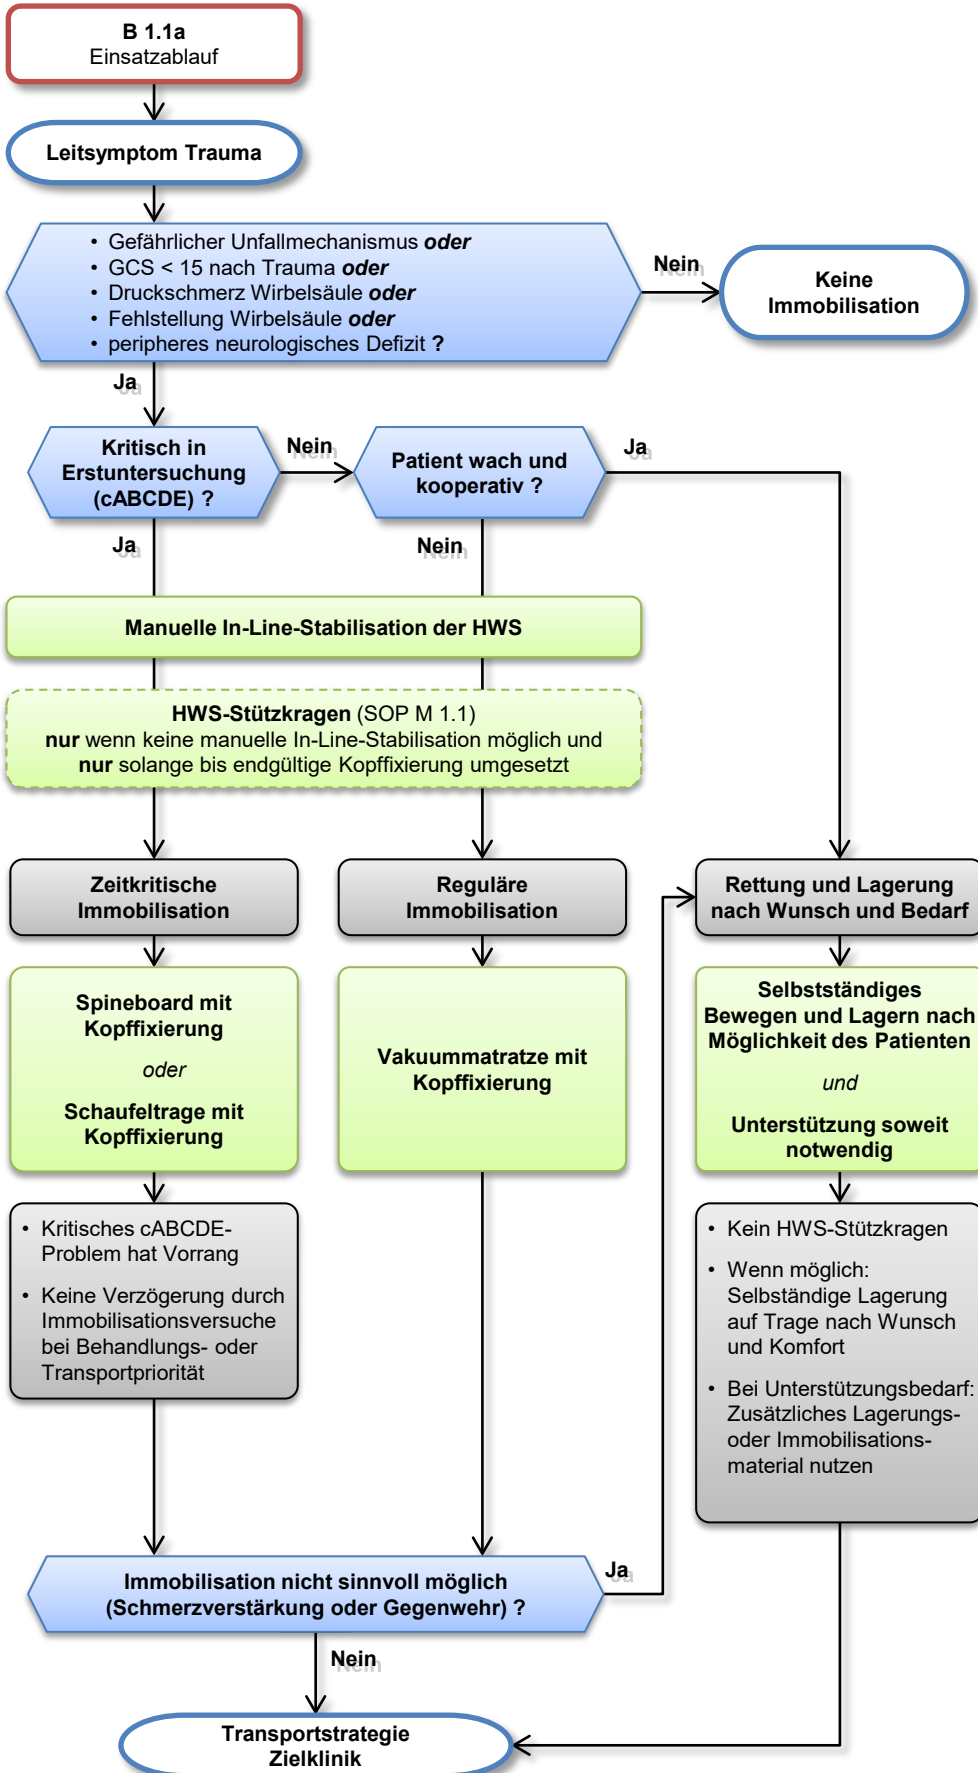 B 1.1a
Einsatzablauf
Leitsymptom Trauma
• Gefährlicher Unfallmechanismus oder
• GCS < 15 nach Trauma oder
• Druckschmerz Wirbelsäule oder
• Fehlstellung Wirbelsäule oder
• peripheres neurologisches Defizit ?
Nein
Keine
Immobilisation
Ja
Kritisch in
Erstuntersuchung
(cABCDE) ?
Nein
Patient wach und
kooperativ ?
Ja
Ja
Nein
Manuelle In-Line-Stabilisation der HWS
HWS-Stützkragen (SOP M 1.1)
nur wenn keine manuelle In-Line-Stabilisation möglich und
nur solange bis endgültige Kopffixierung umgesetzt
Zeitkritische
Immobilisation
Reguläre
Immobilisation
Rettung und Lagerung
nach Wunsch und Bedarf
Spineboard mit
Kopffixierung
oder
Schaufeltrage mit
Kopffixierung
Vakuummatratze mit
Kopffixierung
Selbstständiges
Bewegen und Lagern nach
Möglichkeit des Patienten
und
Unterstützung soweit
notwendig
• Kritisches cABCDE-
Problem hat Vorrang
• Keine Verzögerung durch
Immobilisationsversuche
bei Behandlungs- oder
Transportpriorität
• Kein HWS-Stützkragen
• Wenn möglich:
Selbständige Lagerung
auf Trage nach Wunsch
und Komfort
• Bei Unterstützungsbedarf:
Zusätzliches Lagerungs-
oder Immobilisations-
material nutzen
Immobilisation nicht sinnvoll möglich
(Schmerzverstärkung oder Gegenwehr) ?
Ja
Nein
Transportstrategie
Zielklinik